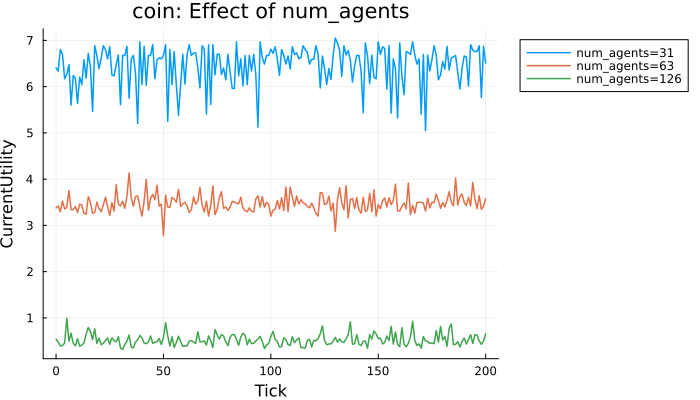 coin: Effect of num_agents
num_agents=31
num_agents=63
num_agents=126
CurrentUtility
7
6
5
4
3
2
1
0 50 100 150 200
Tick